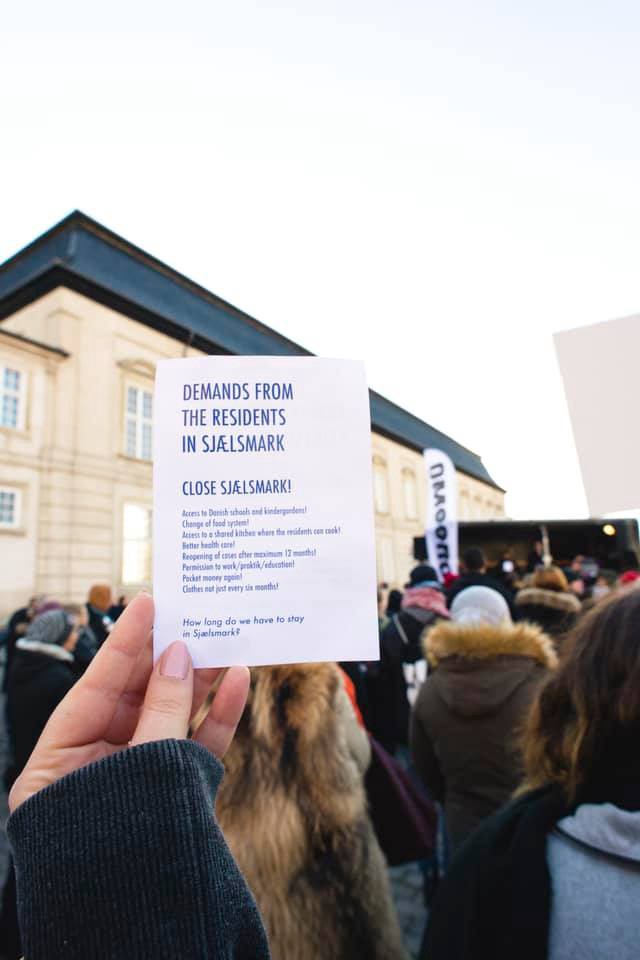 DEMANDS FROM
THE RESIDENTS
IN SJÆLSMARK
CLOSE SJÆLSMARK!
Access to Danish schools and kindergardens!
Change of food system!
Access to a shared kitchen where the residents can cook!
Better health care!
Reopening of cases after maximum 12 months!
Permission to work/praktik/education!
Pocket money again!
Clothes not just every six months!
How long do we have to stay
in Sjælsmark?